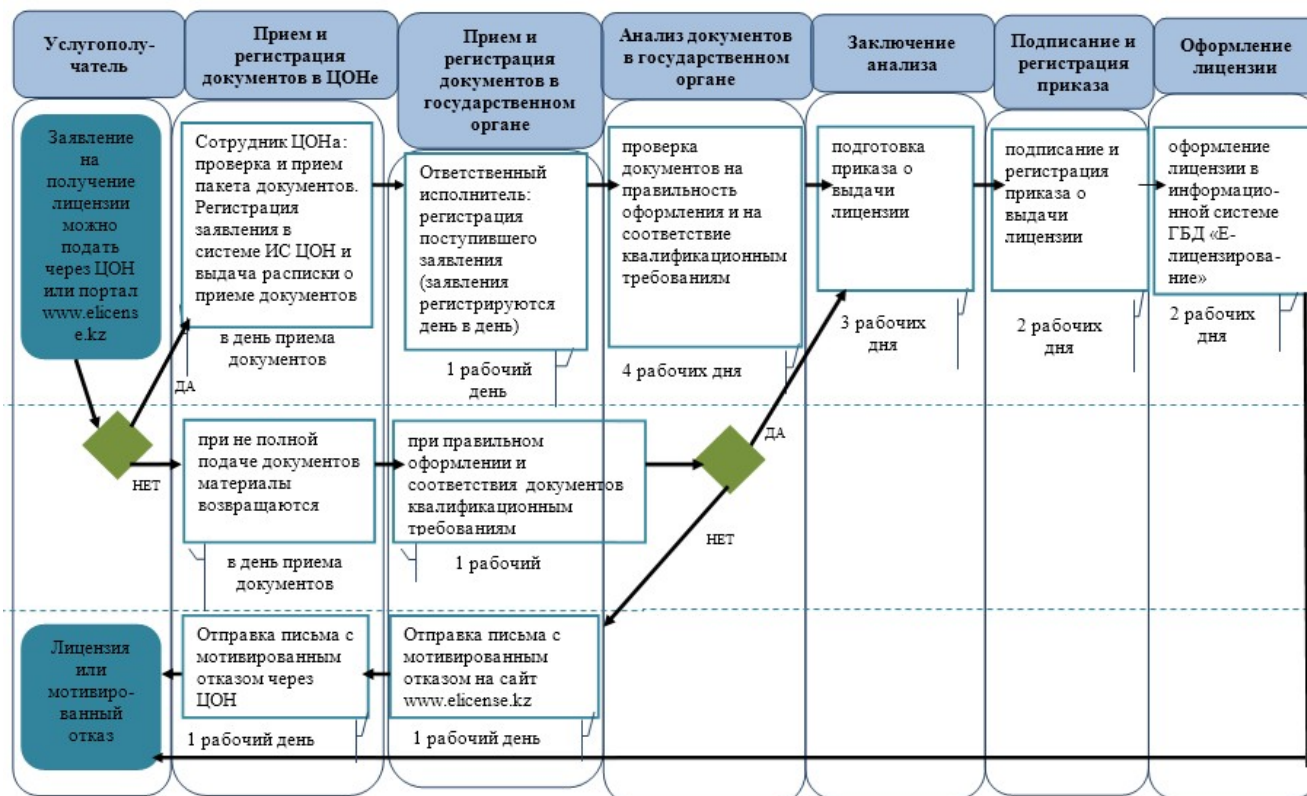 Услугополу-
чатель
Прием и
регистрация
документов в ЦОНе
Прием и
регистрация
документов в
государственном
органе
Анализ документов
в государственном
органе
Заключение
анализа
Подписание и
регистрация
приказа
Оформление
лицензии
Заявление
на
получение
лицензии
можно
подать
через ЦОН
или портал
www.elicens
e.kz
Сотрудник ЦОНа:
проверка и прием
пакета документов.
Регистрация
заявления в
системе ИС ЦОН и
выдача расписки о
приеме документов
в день приема
документов
Ответственный
исполнитель:
регистрация
поступившего
заявления
(заявления
регистрируются
день в день)
1 рабочий
день
проверка
документов на
правильность
оформления и на
соответствие
квалификационным
требованиям
4 рабочих дня
подготовка
приказа о
выдачи
лицензии
3 рабочих
дня
подписание и
регистрация
приказа о
выдачи
лицензии
2 рабочих
дня
оформление
лицензии в
информацио-
нной системе
ГБД «Е-
лицензирова-
ние»
2 рабочих
дня
ДА
НЕТ
при не полной
подаче документов
материалы
возвращаются
в день приема
документов
при правильном
оформлении и
соответствия документов
квалификационным
требованиям
1 рабочий
ДА
НЕТ
Лицензия
или
мотивиро-
ванный
отказ
Отправка письма с
мотивированным
отказом через
ЦОН
1 рабочий день
Отправка письма с
мотивированным
отказом на сайт
www.elicense.kz
1 рабочий день